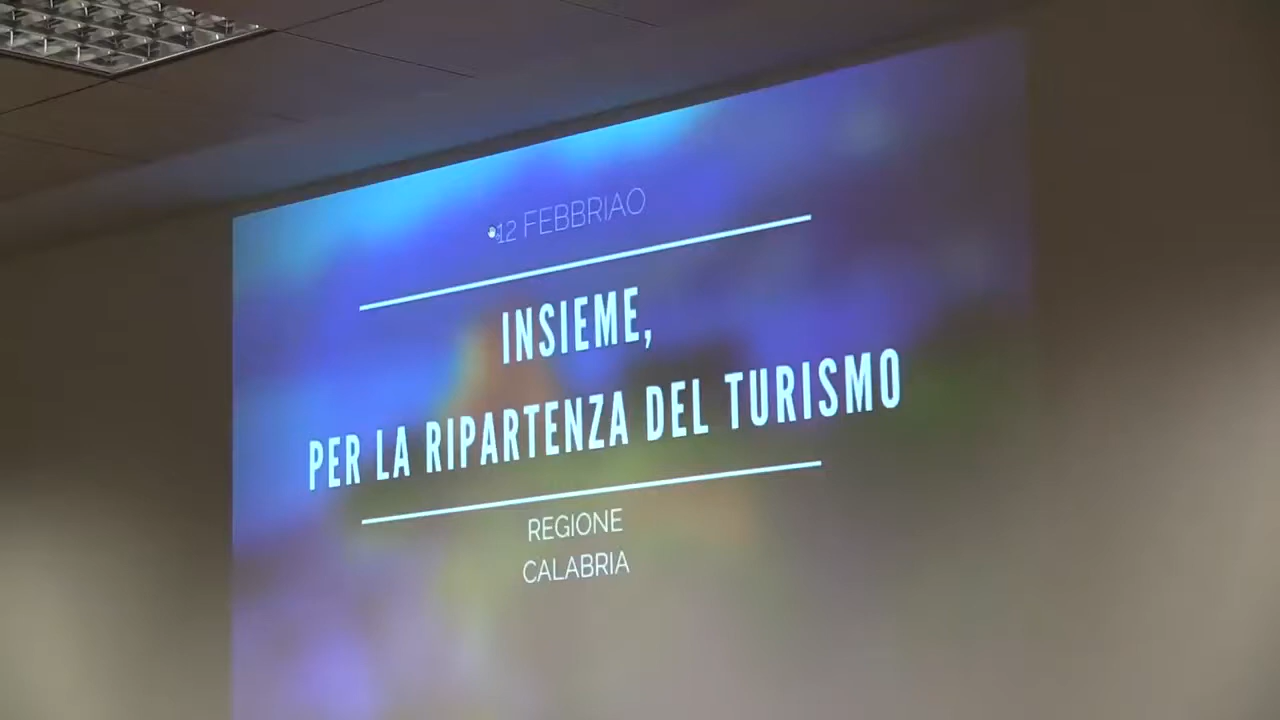 12 FEBBRIAO
INSIEME,
PER LA RIPARTENZA DEL TURISMO
REGIONE
CALABRIA